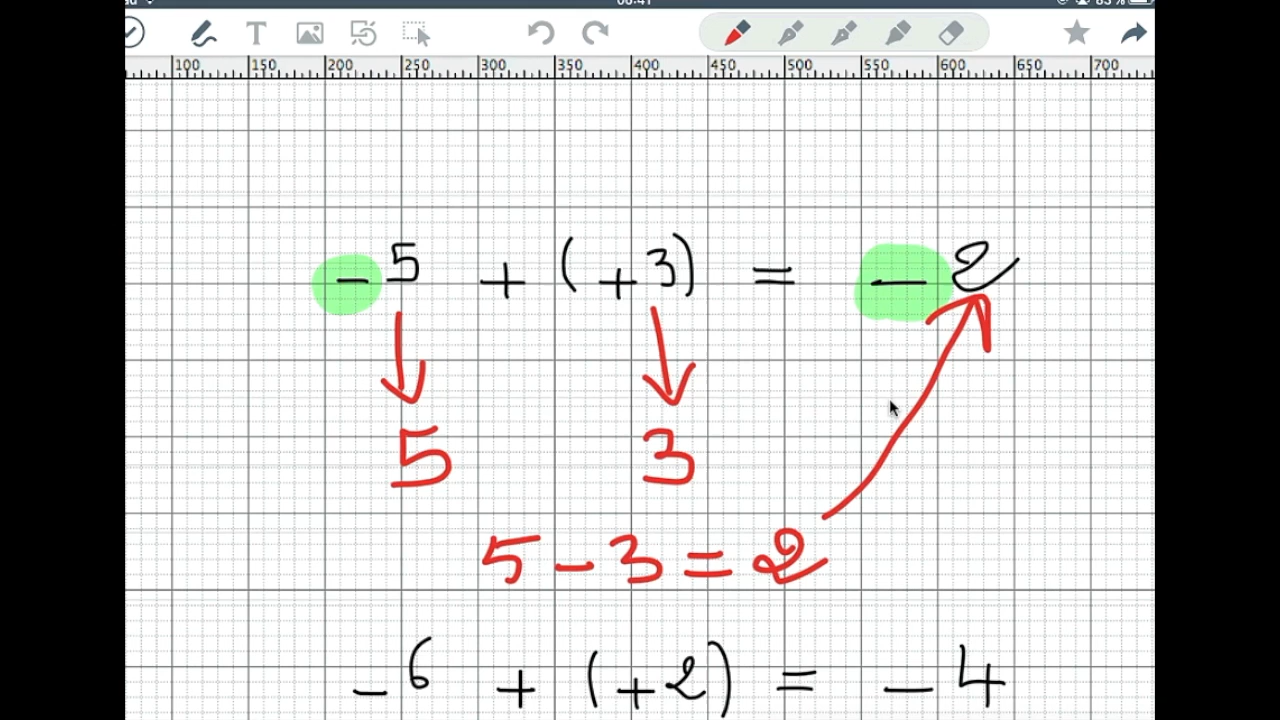 100 150 200 250 300 350 400 450 500 550 600 650 700
- 5 + ( + 3 ) = - 2
5 3
5 - 3 = 2
- 6 + ( + 2 ) = - 4